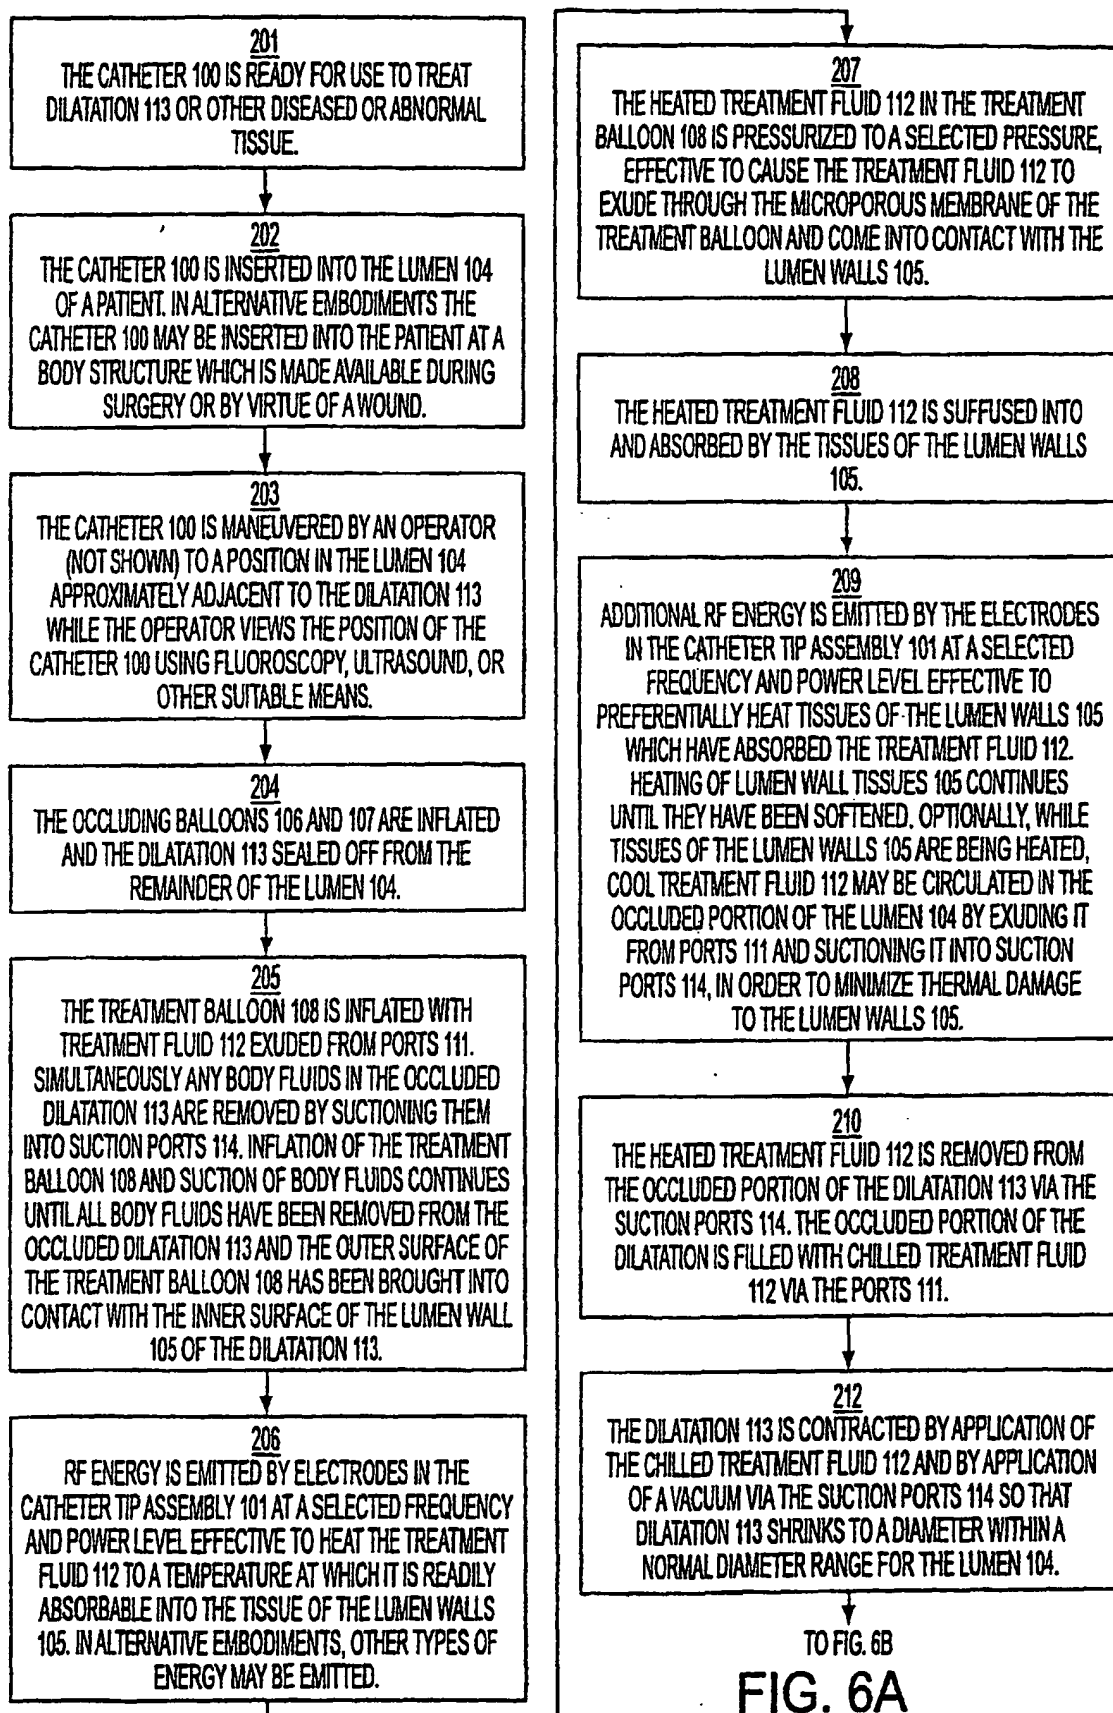 201
THE CATHETER 100 IS READY FOR USE TO TREAT
DILATATION 113 OR OTHER DISEASED OR ABNORMAL
TISSUE.
202
THE CATHETER 100 IS INSERTED INTO THE LUMEN 104
OF A PATIENT. IN ALTERNATIVE EMBODIMENTS THE
CATHETER 100 MAY BE INSERTED INTO THE PATIENT AT A
BODY STRUCTURE WHICH IS MADE AVAILABLE DURING
SURGERY OR BY VIRTUE OF A WOUND.
203
THE CATHETER 100 IS MANEUVERED BY AN OPERATOR
(NOT SHOWN) TO A POSITION IN THE LUMEN 104
APPROXIMATELY ADJACENT TO THE DILATATION 113
WHILE THE OPERATOR VIEWS THE POSITION OF THE
CATHETER 100 USING FLUOROSCOPY, ULTRASOUND, OR
OTHER SUITABLE MEANS.
204
THE OCCLUDING BALLOONS 106 AND 107 ARE INFLATED
AND THE DILATATION 113 SEALED OFF FROM THE
REMAINDER OF THE LUMEN 104.
205
THE TREATMENT BALLOON 108 IS INFLATED WITH
TREATMENT FLUID 112 EXUDED FROM PORTS 111.
SIMULTANEOUSLY ANY BODY FLUIDS IN THE OCCLUDED
DILATATION 113 ARE REMOVED BY SUCTIONING THEM
INTO SUCTION PORTS 114. INFLATION OF THE TREATMENT
BALLOON 108 AND SUCTION OF BODY FLUIDS CONTINUES
UNTIL ALL BODY FLUIDS HAVE BEEN REMOVED FROM THE
OCCLUDED DILATATION 113 AND THE OUTER SURFACE OF
THE TREATMENT BALLOON 108 HAS BEEN BROUGHT INTO
CONTACT WITH THE INNER SURFACE OF THE LUMEN WALL
105 OF THE DILATATION 113.
206
RF ENERGY IS EMITTED BY ELECTRODES IN THE
CATHETER TIP ASSEMBLY 101 AT A SELECTED FREQUENCY
AND POWER LEVEL EFFECTIVE TO HEAT THE TREATMENT
FLUID 112 TO A TEMPERATURE AT WHICH IT IS READILY
ABSORBABLE INTO THE TISSUE OF THE LUMEN WALLS
105. IN ALTERNATIVE EMBODIMENTS, OTHER TYPES OF
ENERGY MAY BE EMITTED.
207
THE HEATED TREATMENT FLUID 112 IN THE TREATMENT
BALLOON 108 IS PRESSURIZED TO A SELECTED PRESSURE,
EFFECTIVE TO CAUSE THE TREATMENT FLUID 112 TO
EXUDE THROUGH THE MICROPOROUS MEMBRANE OF THE
TREATMENT BALLOON AND COME INTO CONTACT WITH THE
LUMEN WALLS 105.
208
THE HEATED TREATMENT FLUID 112 IS SUFFUSED INTO
AND ABSORBED BY THE TISSUES OF THE LUMEN WALLS
105.
209
ADDITIONAL RF ENERGY IS EMITTED BY THE ELECTRODES
IN THE CATHETER TIP ASSEMBLY 101 AT A SELECTED
FREQUENCY AND POWER LEVEL EFFECTIVE TO
PREFERENTIALLY HEAT TISSUES OF THE LUMEN WALLS 105
WHICH HAVE ABSORBED THE TREATMENT FLUID 112.
HEATING OF LUMEN WALL TISSUES 105 CONTINUES
UNTIL THEY HAVE BEEN SOFTENED. OPTIONALLY, WHILE
TISSUES OF THE LUMEN WALLS 105 ARE BEING HEATED,
COOL TREATMENT FLUID 112 MAY BE CIRCULATED IN THE
OCCLUDED PORTION OF THE LUMEN 104 BY EXUDING IT
FROM PORTS 111 AND SUCTIONING IT INTO SUCTION
PORTS 114, IN ORDER TO MINIMIZE THERMAL DAMAGE
TO THE LUMEN WALLS 105.
210
THE HEATED TREATMENT FLUID 112 IS REMOVED FROM
THE OCCLUDED PORTION OF THE DILATATION 113 VIA THE
SUCTION PORTS 114. THE OCCLUDED PORTION OF THE
DILATATION IS FILLED WITH CHILLED TREATMENT FLUID
112 VIA THE PORTS 111.
212
THE DILATATION 113 IS CONTRACTED BY APPLICATION OF
THE CHILLED TREATMENT FLUID 112 AND BY APPLICATION
OF A VACUUM VIA THE SUCTION PORTS 114 SO THAT
DILATATION 113 SHRINKS TO A DIAMETER WITHIN A
NORMAL DIAMETER RANGE FOR THE LUMEN 104.
TO FIG. 6B
FIG. 6A